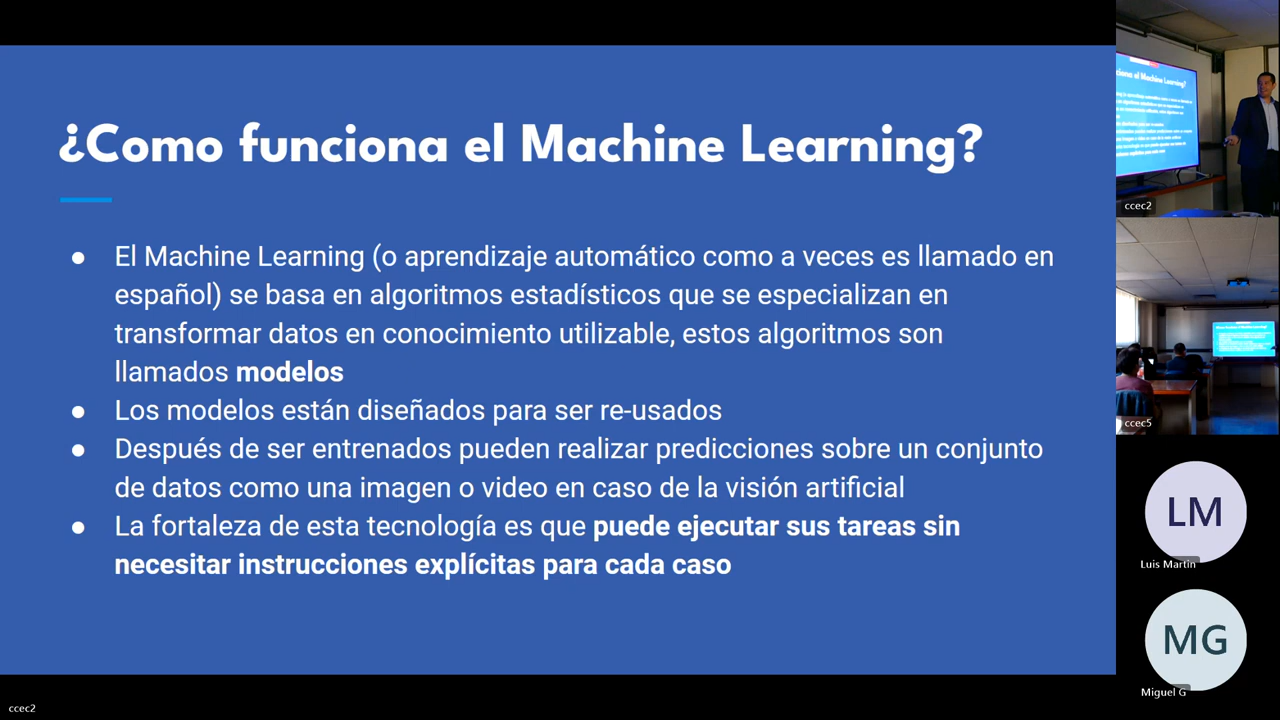 ¿Como funciona el Machine Learning?
● El Machine Learning (o aprendizaje automático como a veces es llamado en
español) se basa en algoritmos estadísticos que se especializan en
transformar datos en conocimiento utilizable, estos algoritmos son
llamados modelos
● Los modelos están diseñados para ser re-usados
● Después de ser entrenados pueden realizar predicciones sobre un conjunto
de datos como una imagen o video en caso de la visión artificial
● La fortaleza de esta tecnología es que puede ejecutar sus tareas sin
necesitar instrucciones explícitas para cada caso
ccec2
ccec2
ccec5
LM
Luis Martin
MG
Miguel G